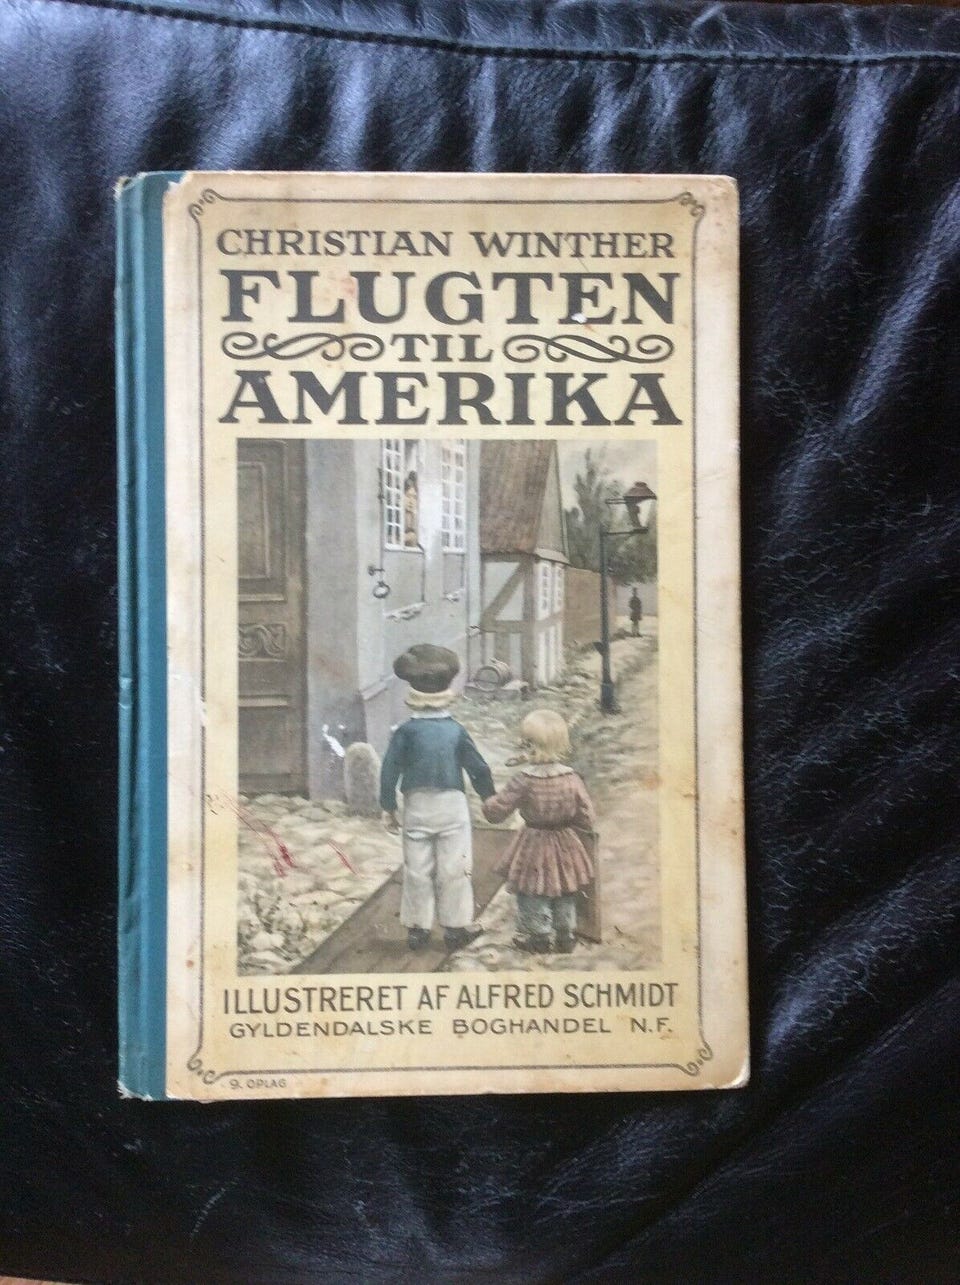 CHRISTIAN WINTHER
FLUGTEN
TIL
AMERIKA
ILLUSTRERET AF ALFRED SCHMIDT
GYLDENDALSKE BOGHANDEL N.F.
9. OPLAG